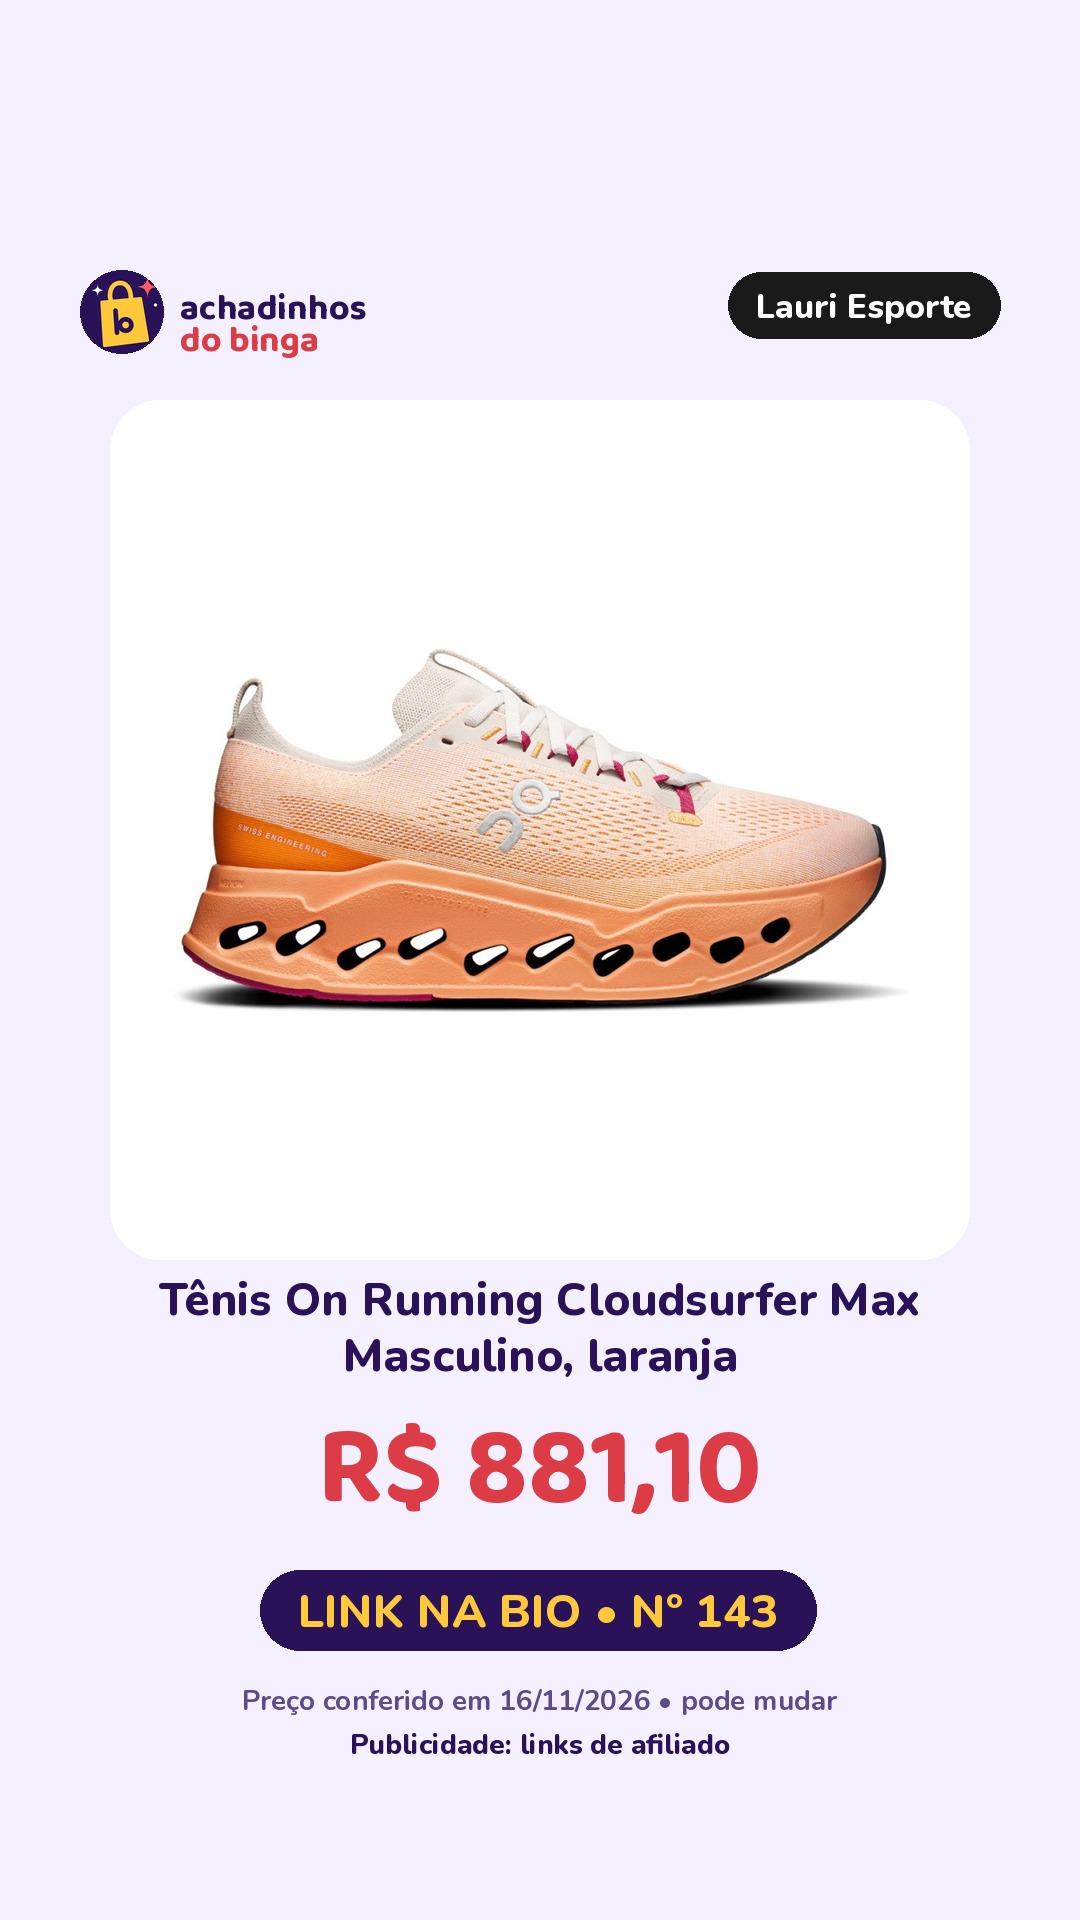 achadinhos
do binga
Lauri Esporte
SWISS ENGINEERING
Tênis On Running Cloudsurfer Max
Masculino, laranja
R$ 881,10
LINK NA BIO • Nº 143
Preço conferido em 16/11/2026 • pode mudar
Publicidade: links de afiliado